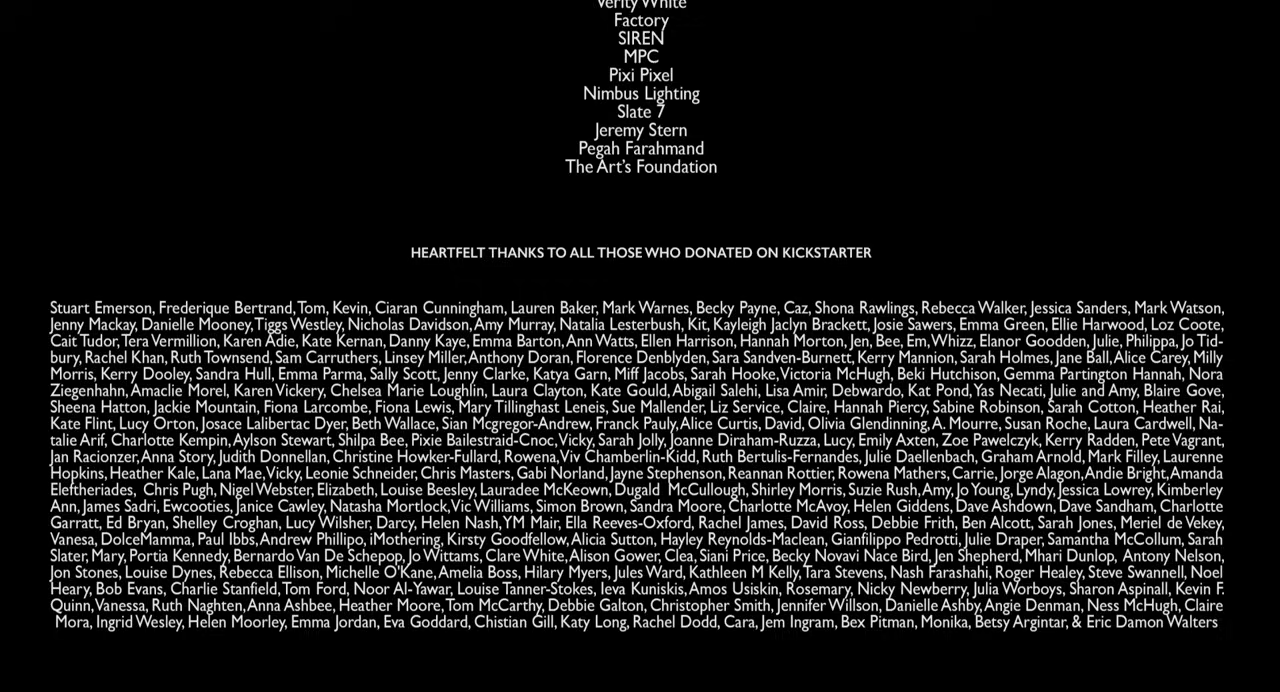 Verity White
Factory
SIREN
MPC
Pixi Pixel
Nimbus Lighting
Slate 7
Jeremy Stern
Pegah Farahmand
The Art's Foundation
HEARTFELT THANKS TO ALL THOSE WHO DONATED ON KICKSTARTER
Stuart Emerson, Frederique Bertrand, Tom, Kevin, Ciaran Cunningham, Lauren Baker, Mark Warnes, Becky Payne, Caz, Shona Rawlings, Rebecca Walker, Jessica Sanders, Mark Watson,
Jenny Mackay, Danielle Mooney, Tiggs Westley, Nicholas Davidson, Amy Murray, Natalia Lesterbush, Kit, Kayleigh Jaclyn Brackett, Josie Sawers, Emma Green, Ellie Harwood, Loz Coote,
Cait Tudor, Tera Vermillion, Karen Adie, Kate Kernan, Danny Kaye, Emma Barton, Ann Watts, Ellen Harrison, Hannah Morton, Jen, Bee, Em, Whizz, Elanor Goodden, Julie, Philippa, Jo Tid-
bury, Rachel Khan, Ruth Townsend, Sam Carruthers, Linsey Miller, Anthony Doran, Florence Denblyden, Sara Sandven-Burnett, Kerry Mannion, Sarah Holmes, Jane Ball, Alice Carey, Milly
Morris, Kerry Dooley, Sandra Hull, Emma Parma, Sally Scott, Jenny Clarke, Katya Garn, Miff Jacobs, Sarah Hooke, Victoria McHugh, Beki Hutchison, Gemma Partington Hannah, Nora
Ziegenhahn, Amaclie Morel, Karen Vickery, Chelsea Marie Loughlin, Laura Clayton, Kate Gould, Abigail Salehi, Lisa Amir, Debwardo, Kat Pond, Yas Necati, Julie and Amy, Blaire Gove,
Sheena Hatton, Jackie Mountain, Fiona Larcombe, Fiona Lewis, Mary Tillinghast Leneis, Sue Mallender, Liz Service, Claire, Hannah Piercy, Sabine Robinson, Sarah Cotton, Heather Rai,
Kate Flint, Lucy Orton, Josace Lalibertac Dyer, Beth Wallace, Sian Mcgregor-Andrew, Franck Pauly, Alice Curtis, David, Olivia Glendinning, A. Mourre, Susan Roche, Laura Cardwell, Na-
talie Arif, Charlotte Kempin, Aylson Stewart, Shilpa Bee, Pixie Bailestraid-Cnoc, Vicky, Sarah Jolly, Joanne Diraham-Ruzza, Lucy, Emily Axten, Zoe Pawelczyk, Kerry Radden, Pete Vagrant,
Jan Racionzer, Anna Story, Judith Donnellan, Christine Howker-Fullard, Rowena, Viv Chamberlin-Kidd, Ruth Bertulis-Fernandes, Julie Daellenbach, Graham Arnold, Mark Filley, Laurenne
Hopkins, Heather Kale, Lana Mae, Vicky, Leonie Schneider, Chris Masters, Gabi Norland, Jayne Stephenson, Reannan Rottier, Rowena Mathers, Carrie, Jorge Alagon, Andie Bright, Amanda
Eleftheriades, Chris Pugh, Nigel Webster, Elizabeth, Louise Beesley, Lauradee McKeown, Dugald McCullough, Shirley Morris, Suzie Rush, Amy, Jo Young, Lyndy, Jessica Lowrey, Kimberley
Ann, James Sadri, Ewcooties, Janice Cawley, Natasha Mortlock, Vic Williams, Simon Brown, Sandra Moore, Charlotte McAvoy, Helen Giddens, Dave Ashdown, Dave Sandham, Charlotte
Garratt, Ed Bryan, Shelley Croghan, Lucy Wilsher, Darcy, Helen Nash, YM Mair, Ella Reeves-Oxford, Rachel James, David Ross, Debbie Frith, Ben Alcott, Sarah Jones, Meriel de Vekey,
Vanesa, DolceMamma, Paul Ibbs, Andrew Phillipo, iMothering, Kirsty Goodfellow, Alicia Sutton, Hayley Reynolds-Maclean, Gianfilippo Pedrotti, Julie Draper, Samantha McCollum, Sarah
Slater, Mary, Portia Kennedy, Bernardo Van De Schepop, Jo Wittams, Clare White, Alison Gower, Clea, Siani Price, Becky Novavi Nace Bird, Jen Shepherd, Mhari Dunlop, Antony Nelson,
Jon Stones, Louise Dynes, Rebecca Ellison, Michelle O'Kane, Amelia Boss, Hilary Myers, Jules Ward, Kathleen M Kelly, Tara Stevens, Nash Farashahi, Roger Healey, Steve Swannell, Noel
Heary, Bob Evans, Charlie Stanfield, Tom Ford, Noor Al-Yawar, Louise Tanner-Stokes, Ieva Kuniskis, Amos Usiskin, Rosemary, Nicky Newberry, Julia Worboys, Sharon Aspinall, Kevin F.
Quinn, Vanessa, Ruth Naghten, Anna Ashbee, Heather Moore, Tom McCarthy, Debbie Galton, Christopher Smith, Jennifer Willson, Danielle Ashby, Angie Denman, Ness McHugh, Claire
Mora, Ingrid Wesley, Helen Moorley, Emma Jordan, Eva Goddard, Chistian Gill, Katy Long, Rachel Dodd, Cara, Jem Ingram, Bex Pitman, Monika, Betsy Argintar, & Eric Damon Walters